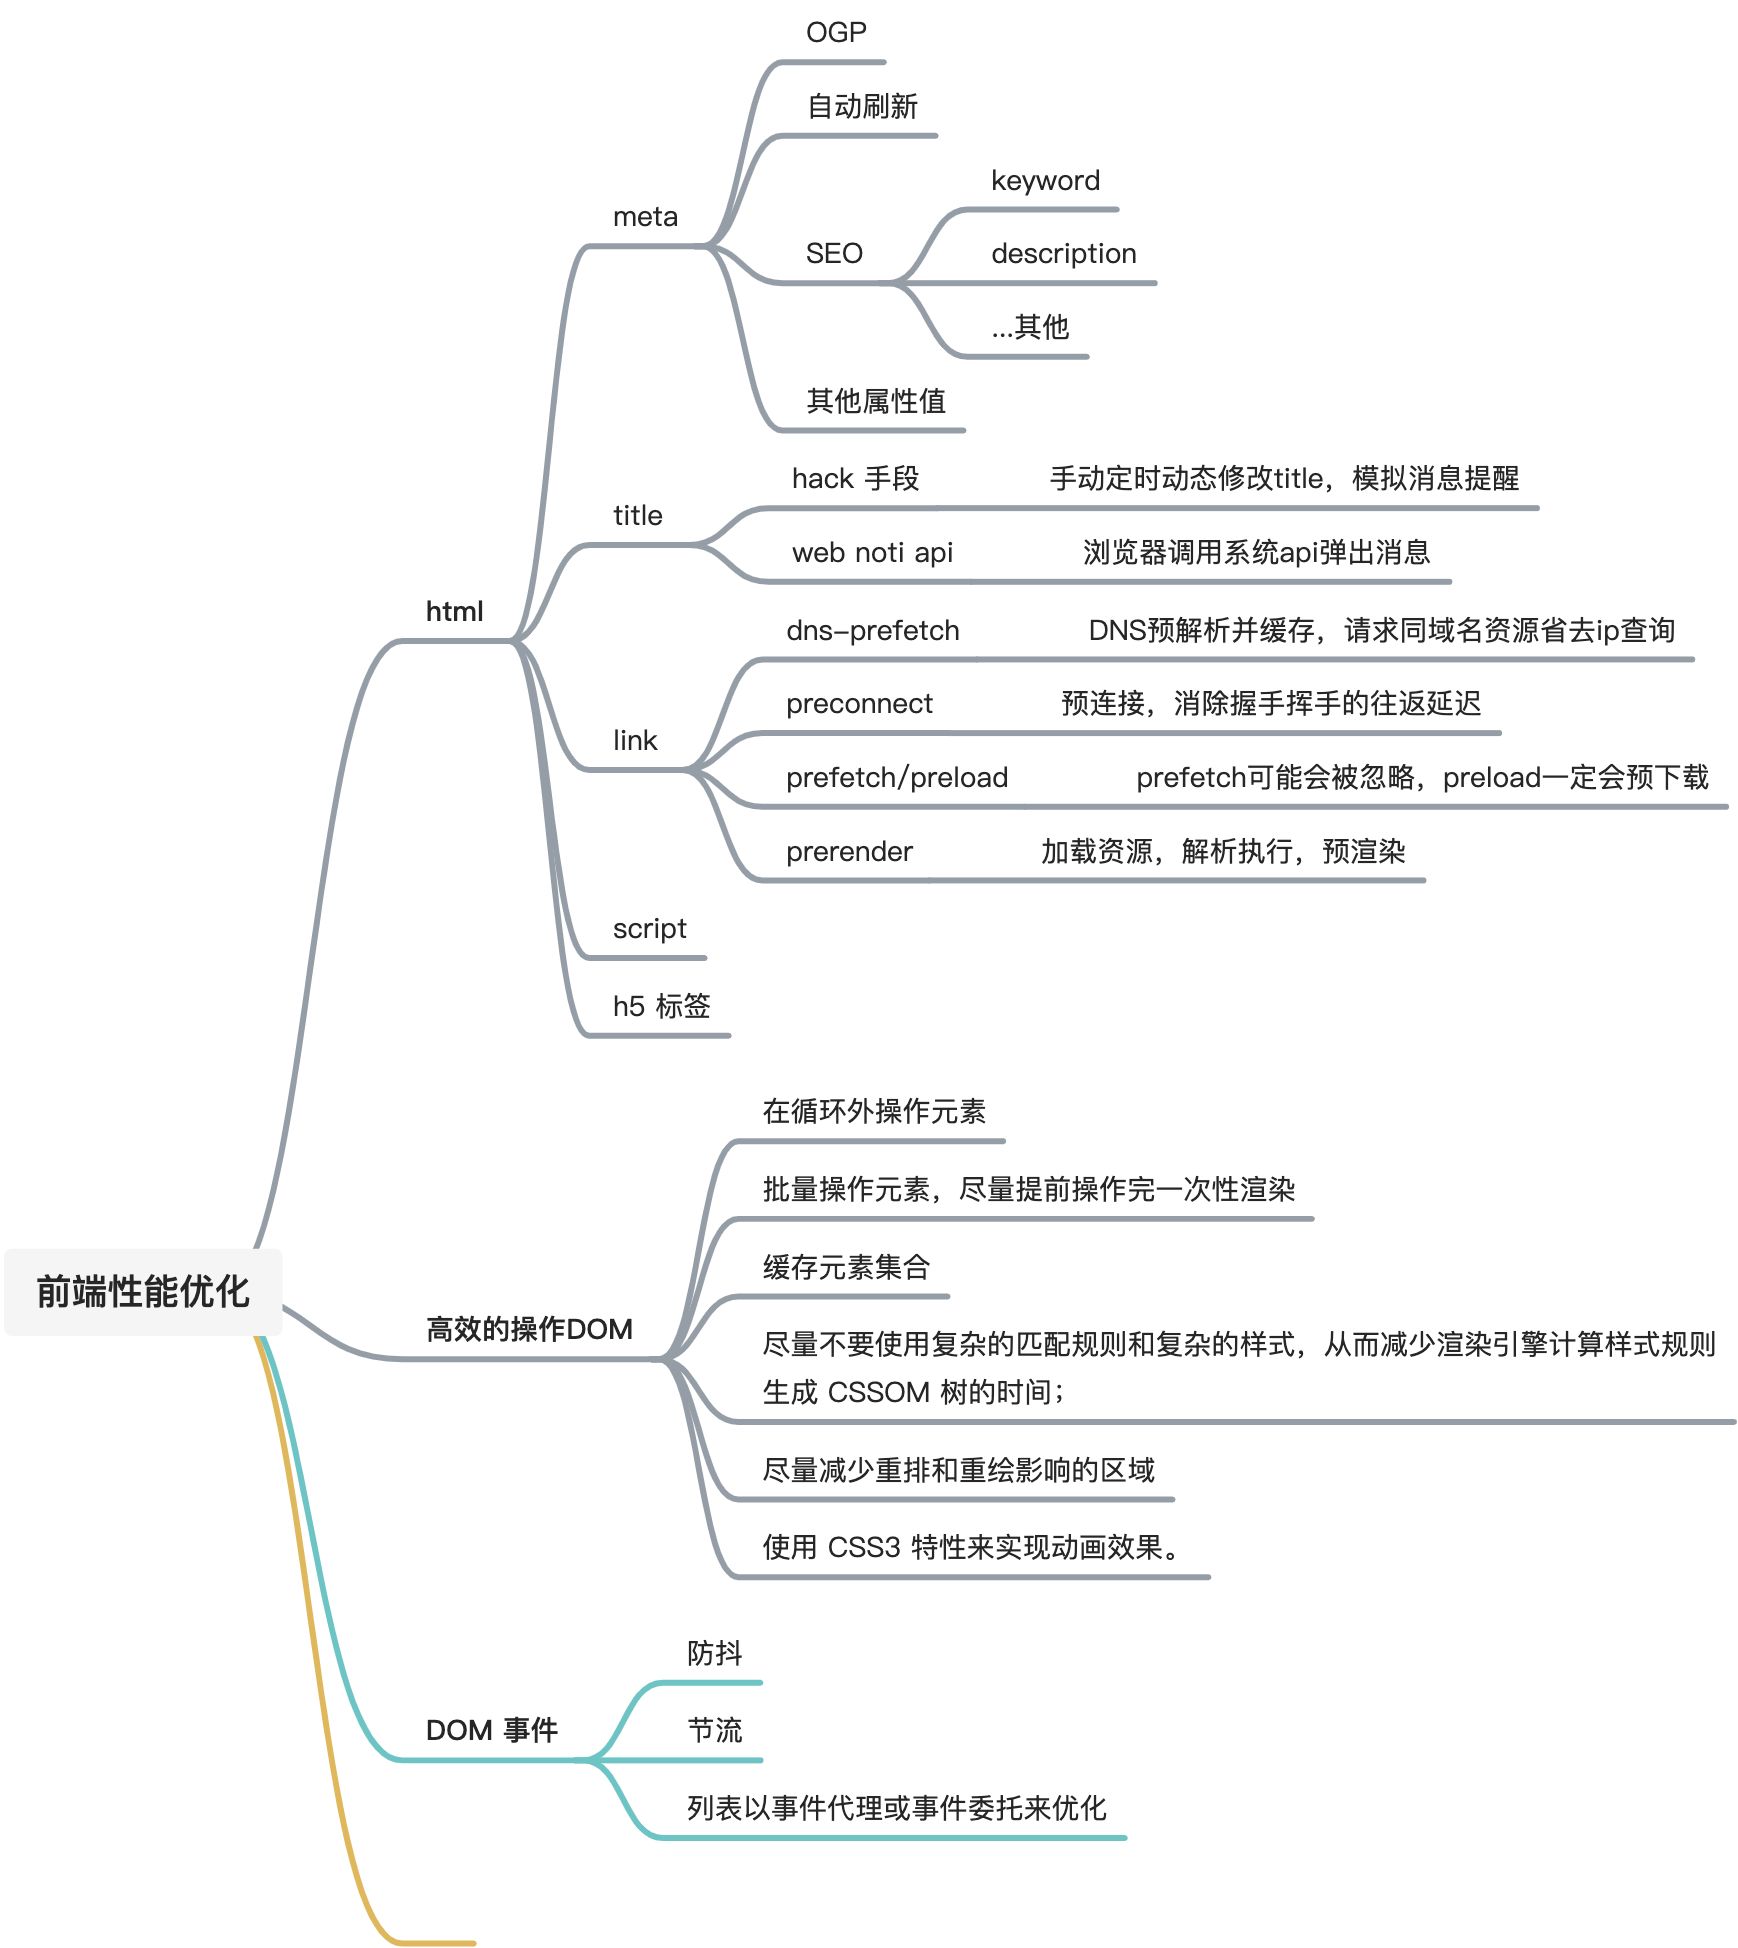 OGP
自动刷新
keyword
meta
SEO
description
...其他
其他属性值
hack 手段
手动定时动态修改title，模拟消息提醒
title
web noti api
浏览器调用系统api弹出消息
html
dns-prefetch
DNS预解析并缓存，请求同域名资源省去ip查询
preconnect
预连接，消除握手挥手的往返延迟
link
prefetch/preload
prefetch可能会被忽略，preload一定会预下载
prerender
加载资源，解析执行，预渲染
script
h5 标签
在循环外操作元素
批量操作元素，尽量提前操作完一次性渲染
缓存元素集合
前端性能优化
高效的操作DOM
尽量不要使用复杂的匹配规则和复杂的样式，从而减少渲染引擎计算样式规则
生成 CSSOM 树的时间；
尽量减少重排和重绘影响的区域
使用 CSS3 特性来实现动画效果。
防抖
DOM 事件
节流
列表以事件代理或事件委托来优化